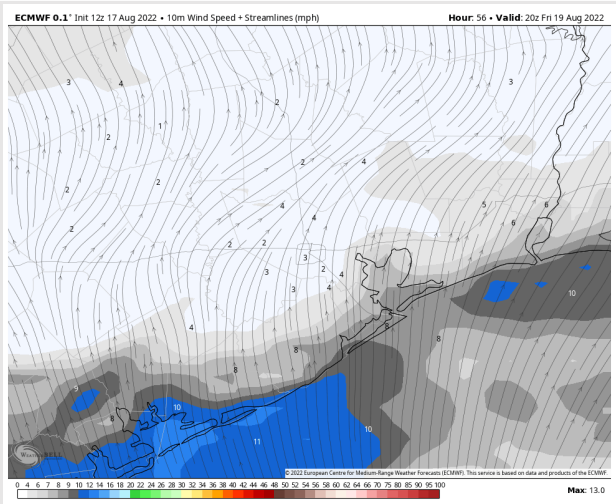 ECMWF 0.1° Init 12z 17 Aug 2022 • 10m Wind Speed + Streamlines (mph)
Hour: 56 • Valid: 20z Fri 19 Aug 2022
3 4 3
2
1
2
2 4
2 2
4 5 6
4 6
2
2 2
3
3 2 4
3 4 10
4 8
8
8
8
9
10
8
10
11
WeatherBELL
© 2022 European Centre for Medium-Range Weather Forecasts (ECMWF). This service is based on data and products of the ECMWF.
0 4 6 7 8 9 10 12 14 16 18 20 22 24 26 28 30 32 34 36 38 40 42 44 46 48 50 52 54 56 58 60 62 64 66 70 75 80 85 90 95 100
Max: 13.0